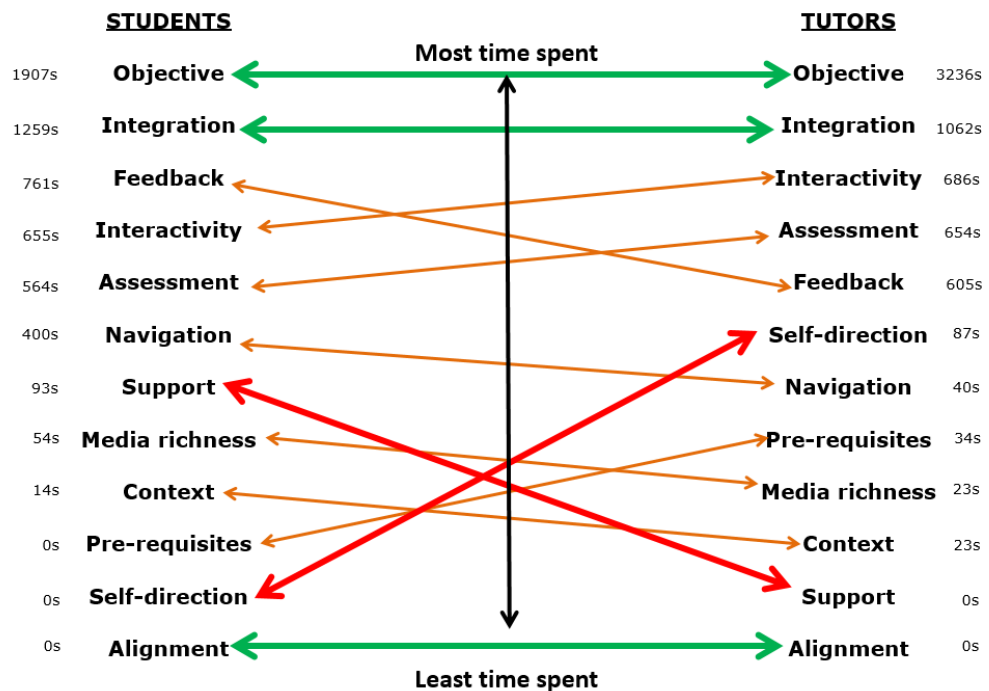 STUDENTS TUTORS
Most time spent
1907s Objective Objective 3236s
1259s Integration Integration 1062s
761s Feedback Interactivity 686s
655s Interactivity Assessment 654s
564s Assessment Feedback 605s
400s Navigation Self-direction 87s
93s Support Navigation 40s
54s Media richness Pre-requisites 34s
14s Context Media richness 23s
0s Pre-requisites Context 23s
0s Self-direction Support 0s
0s Alignment Alignment 0s
Least time spent